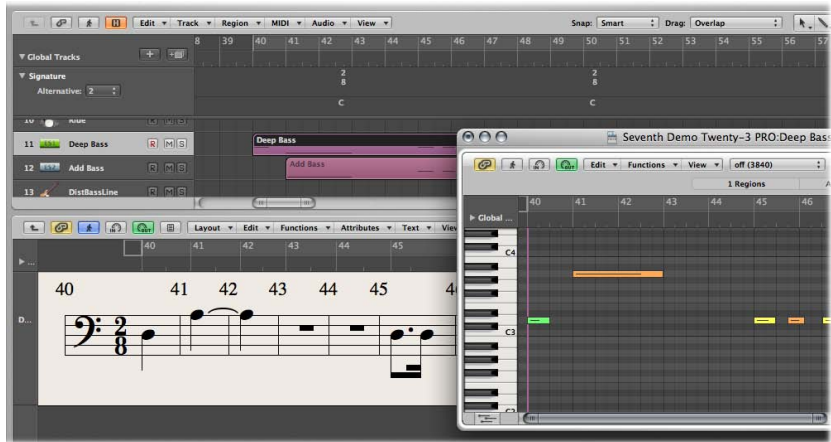 Edit Track Region MIDI Audio View Snap: Smart Drag: Overlap
8 39 40 41 42 43 44 45 46 47 48 49 50 51 52 53 54 55 56 57
Global Tracks
Signature
Alternative: 2
2 2
8 8
C C
10 Ride R M S
11 Deep Bass R M S
Deep Bass
12 Add Bass R M S
Add Bass
13 DistBassLine R M S
Layout Edit Functions Attributes Text
40 41 42 43 44 45
40 41 42 43 44 45
D...
2
8
Seventh Demo Twenty-3 PRO:Deep Bass
IN OUT Edit Functions View off (3840)
1 Regions
40 41 42 43 44 45 46
Global ...
C4
C3